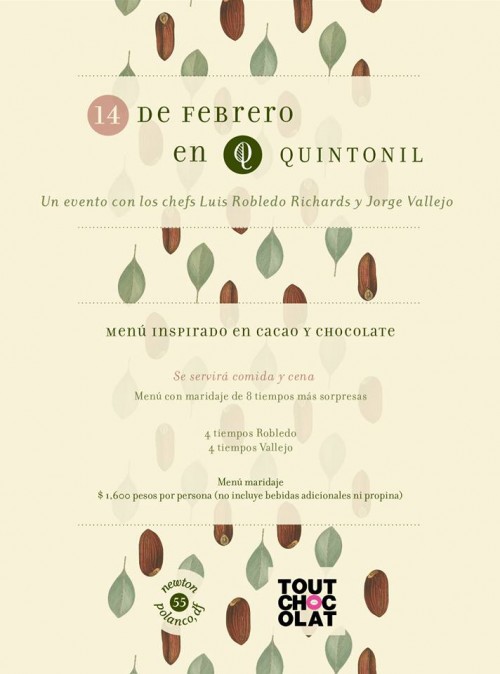 14 de febrero
en Q QUINTONIL
Un evento con los chefs Luis Robledo Richards y Jorge Vallejo
Menú inspirado en cacao y chocolate
Se servirá comida y cena
Menú con maridaje de 8 tiempos más sorpresas
4 tiempos Robledo
4 tiempos Vallejo
Menú maridaje
$ 1,600 pesos por persona (no incluye bebidas adicionales ni propina)
newton
55
polanco, df
TOUT
CHOC
OLAT